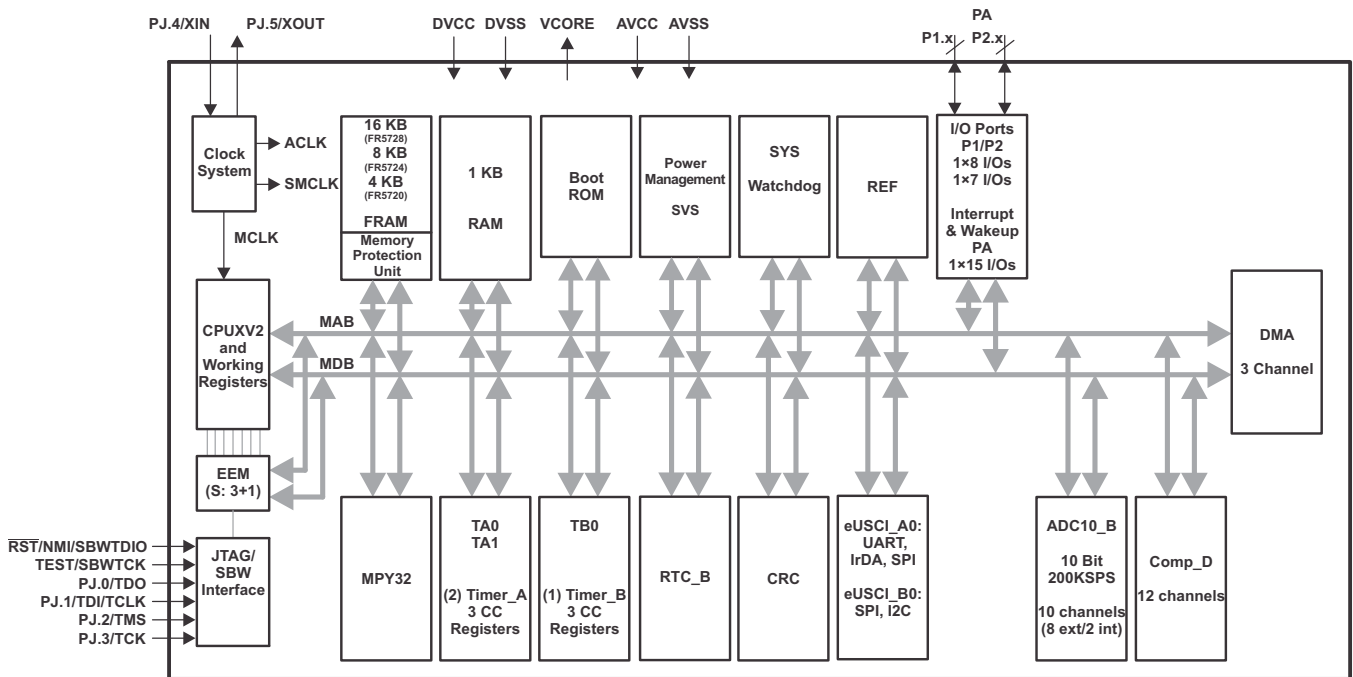 PJ.4/XIN
PJ.5/XOUT
DVCC
DVSS
VCORE
AVCC
AVSS
PA
P1.x
P2.x
Clock
System
ACLK
SMCLK
MCLK
16 KB
(FR5728)
8 KB
(FR5724)
4 KB
(FR5720)
FRAM
Memory
Protection
Unit
1 KB
RAM
Boot
ROM
Power
Management
SVS
SYS
Watchdog
REF
I/O Ports
P1/P2
1×8 I/Os
1×7 I/Os
Interrupt
& Wakeup
PA
1×15 I/Os
CPUXV2
and
Working
Registers
MAB
MDB
DMA
3 Channel
EEM
(S: 3+1)
RST/NMI/SBWTDIO
TEST/SBWTCK
PJ.0/TDO
PJ.1/TDI/TCLK
PJ.2/TMS
PJ.3/TCK
JTAG/
SBW
Interface
MPY32
TA0
TA1
(2) Timer_A
3 CC
Registers
TB0
(1) Timer_B
3 CC
Registers
RTC_B
CRC
eUSCI_A0:
UART,
IrDA, SPI
eUSCI_B0:
SPI, I2C
ADC10_B
10 Bit
200KSPS
10 channels
(8 ext/2 int)
Comp_D
12 channels